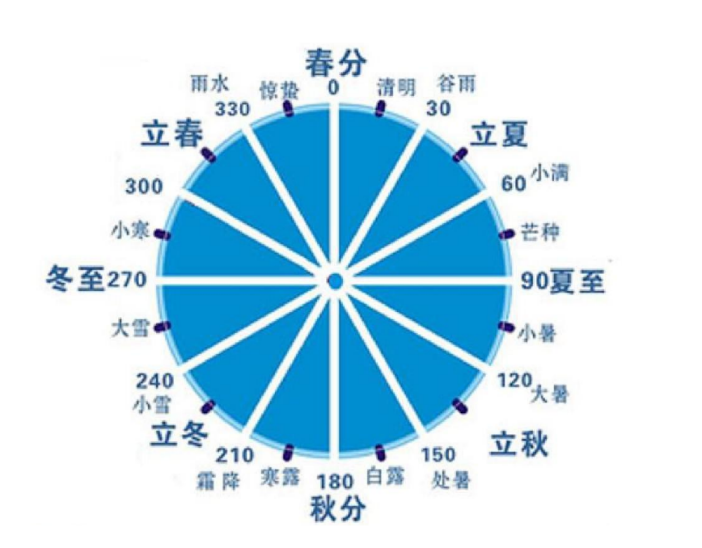 春分
0
雨水
惊蛰
清明
谷雨
330
30
立春
立夏
300
60
小满
小寒
芒种
冬至270
90夏至
大雪
小暑
240
120
小雪
大暑
立冬
立秋
210
150
霜降
寒露
180
白露
处暑
秋分